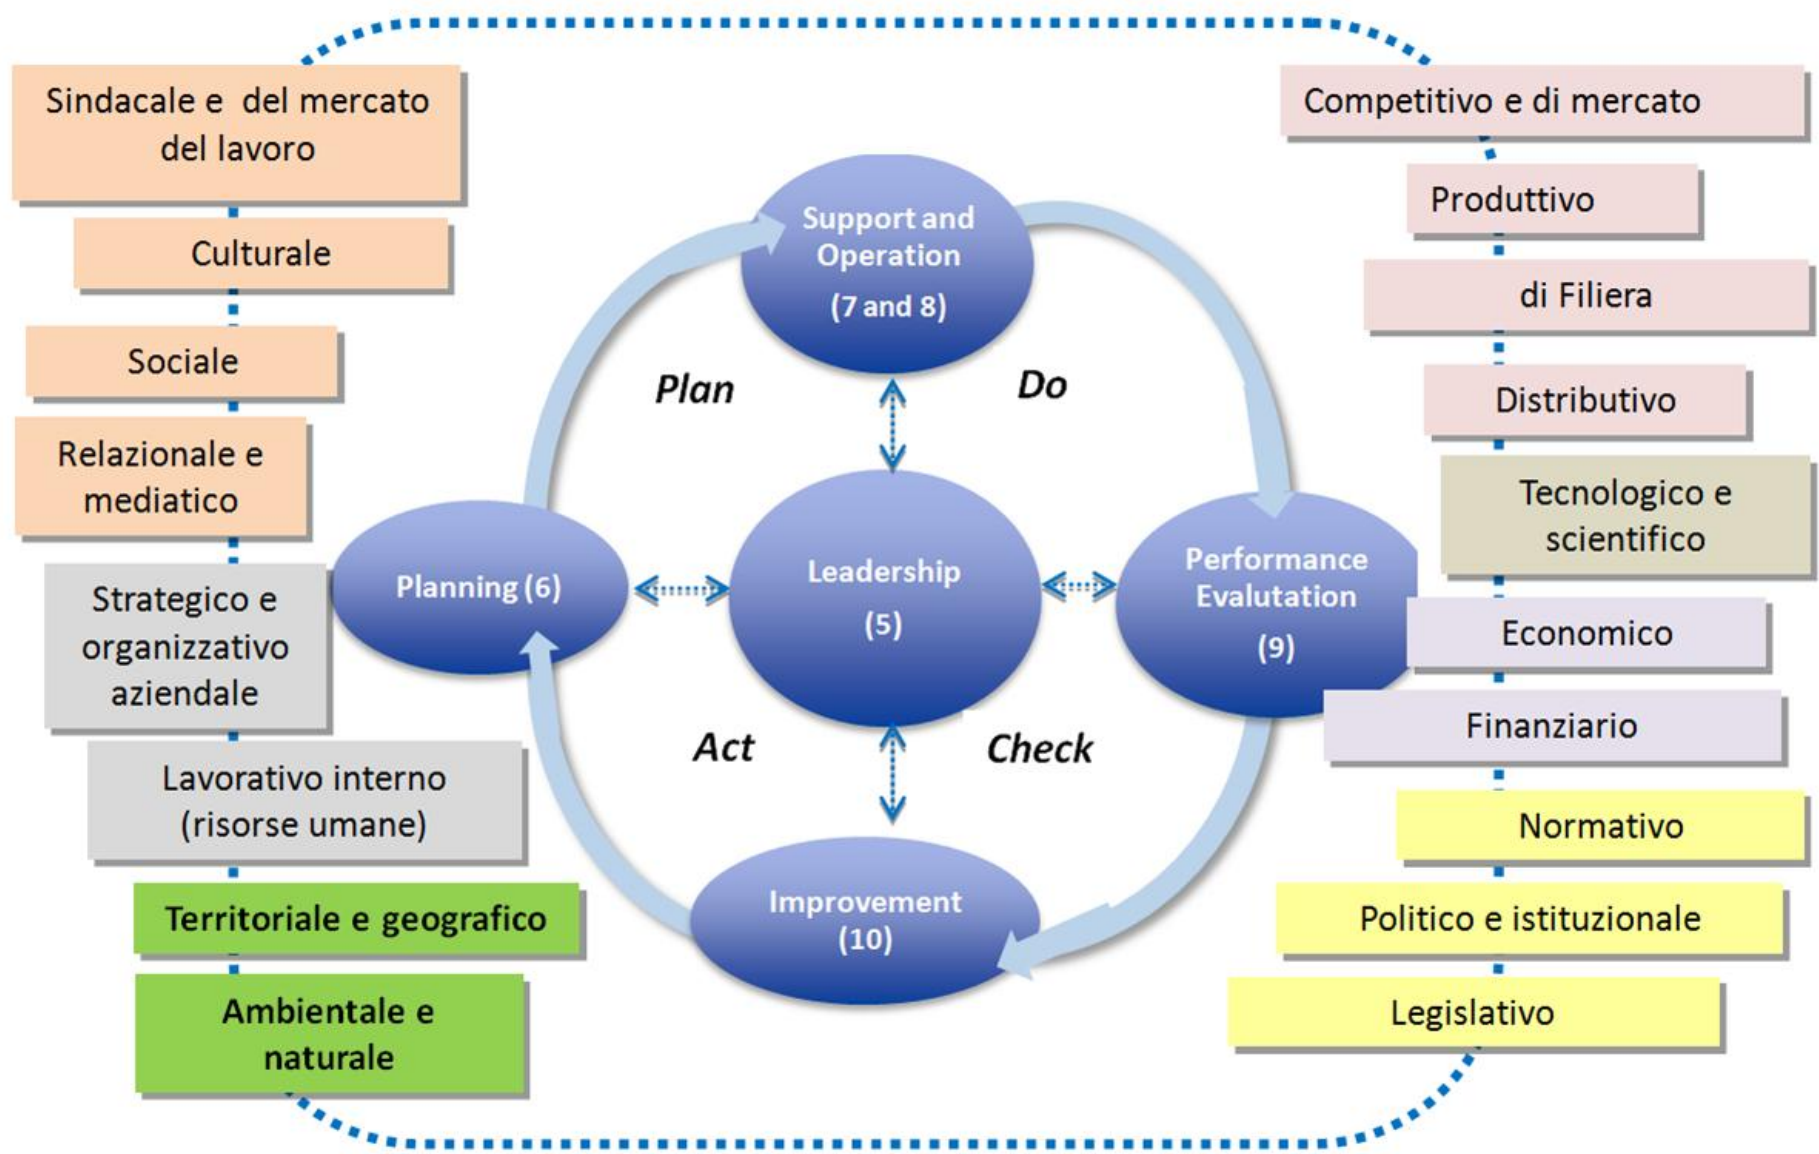 Sindacale e del mercato
del lavoro
Culturale
Sociale
Relazionale e
mediatico
Strategico e
organizzativo
aziendale
Lavorativo interno
(risorse umane)
Territoriale e geografico
Ambientale e
naturale
Support and
Operation
(7 and 8)
Plan
Do
Planning (6)
Leadership
(5)
Performance
Evalutation
(9)
Act
Check
Improvement
(10)
Competitivo e di mercato
Produttivo
di Filiera
Distributivo
Tecnologico e
scientifico
Economico
Finanziario
Normativo
Politico e istituzionale
Legislativo